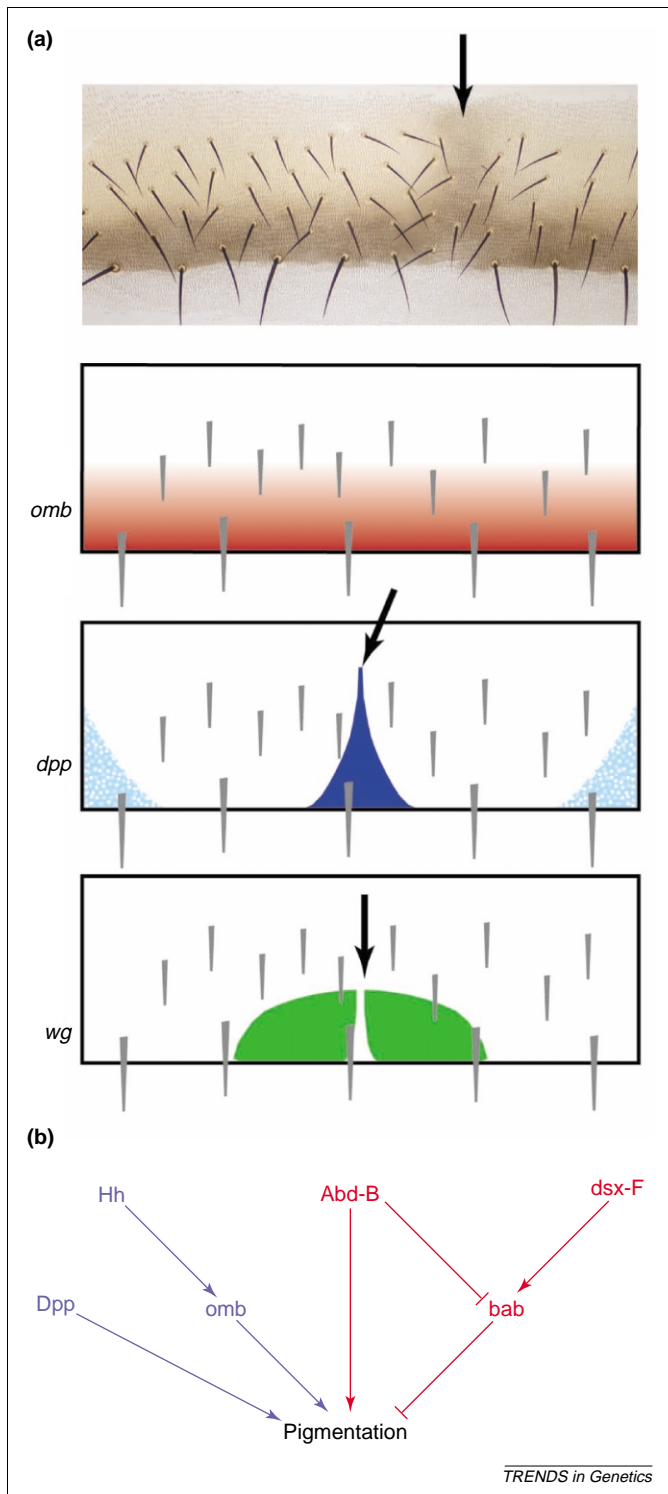 (a)
omb
dpp
wg
(b)
Hh
Abd-B
dsx-F
Dpp
omb
bab
Pigmentation
TRENDS in Genetics